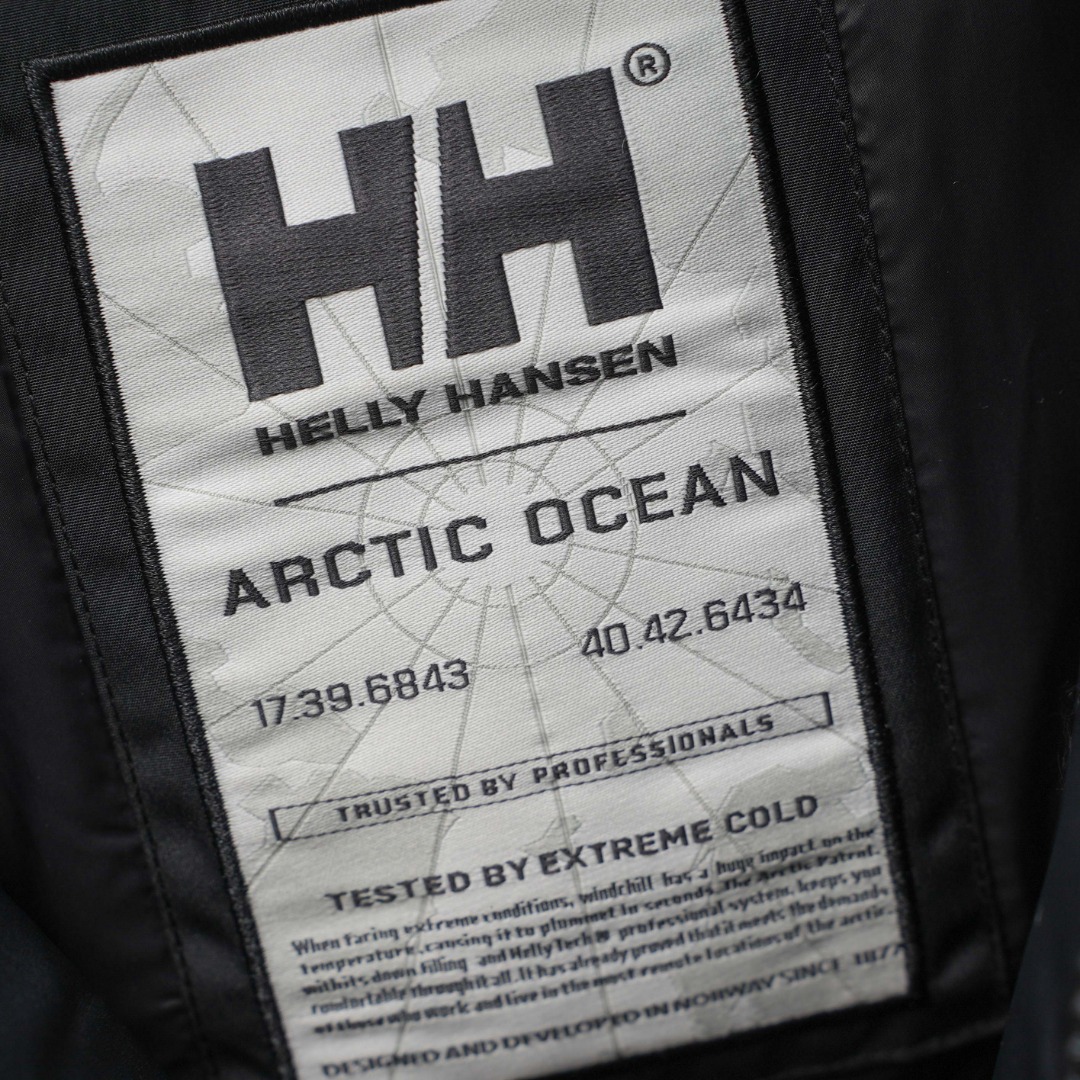 HH®
HELLY HANSEN
ARCTIC OCEAN
17.39.6843 40.42.6434
TRUSTED BY PROFESSIONALS
TESTED BY EXTREME COLD
When facing extreme conditions, windchill has a huge impact on the
temperature, causing it to plummet in seconds. The Arctic Patrol,
with its down filling and Helly Tech® professional system, keeps you
comfortable through it all. It has already proved that it meets the demands
of those who work and live in the most remote locations of the arctic.
DESIGNED AND DEVELOPED IN NORWAY SINCE 1877